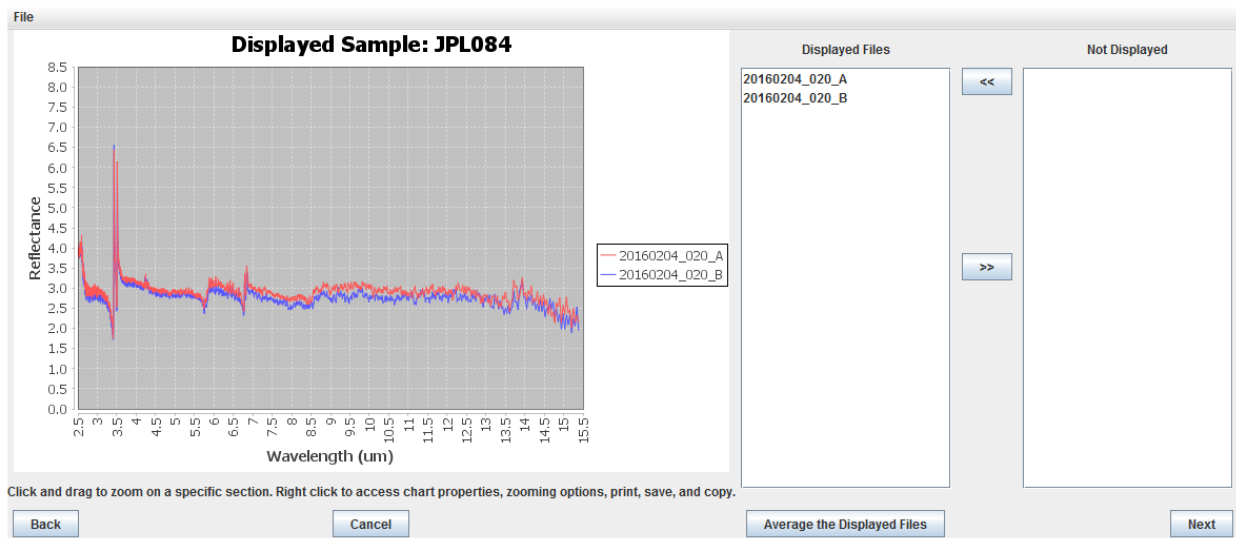 File
Displayed Sample: JPL084
8.5
8.0
7.5
7.0
6.5
6.0
5.5
5.0
4.5
4.0
3.5
3.0
2.5
2.0
1.5
1.0
0.5
0.0
Reflectance
2.5 3 3.5 4 4.5 5 5.5 6 6.5 7 7.5 8 8.5 9 9.5 10 10.5 11 11.5 12 12.5 13 13.5 14 14.5 15 15.5
Wavelength (um)
20160204_020_A
20160204_020_B
Displayed Files
20160204_020_A
20160204_020_B
<<
>>
Not Displayed
Click and drag to zoom on a specific section. Right click to access chart properties, zooming options, print, save, and copy.
Back
Cancel
Average the Displayed Files
Next